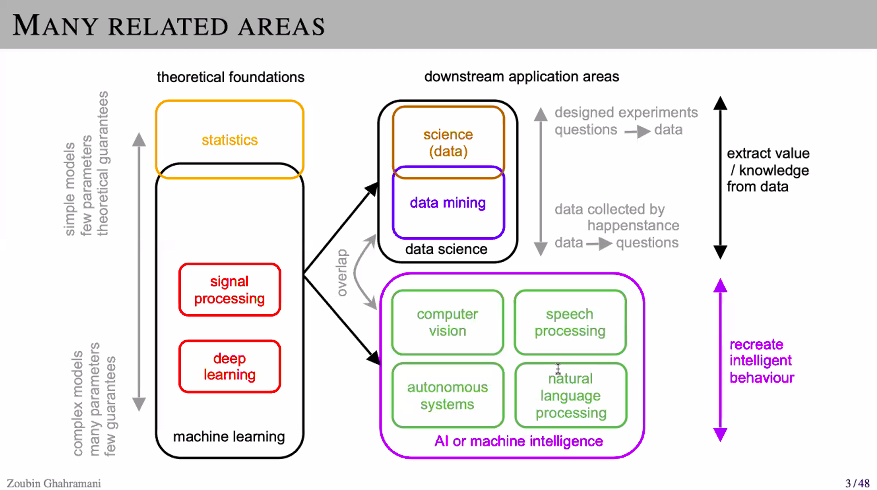 MANY RELATED AREAS
theoretical foundations
downstream application areas
simple models
few parameters
theoretical guarantees
complex models
many parameters
few guarantees
statistics
signal
processing
deep
learning
machine learning
overlap
science
(data)
data mining
data science
designed experiments
questions → data
data collected by
happenstance
data → questions
extract value
/ knowledge
from data
computer
vision
speech
processing
autonomous
systems
natural
language
processing
AI or machine intelligence
recreate
intelligent
behaviour
Zoubin Ghahramani
3 / 48